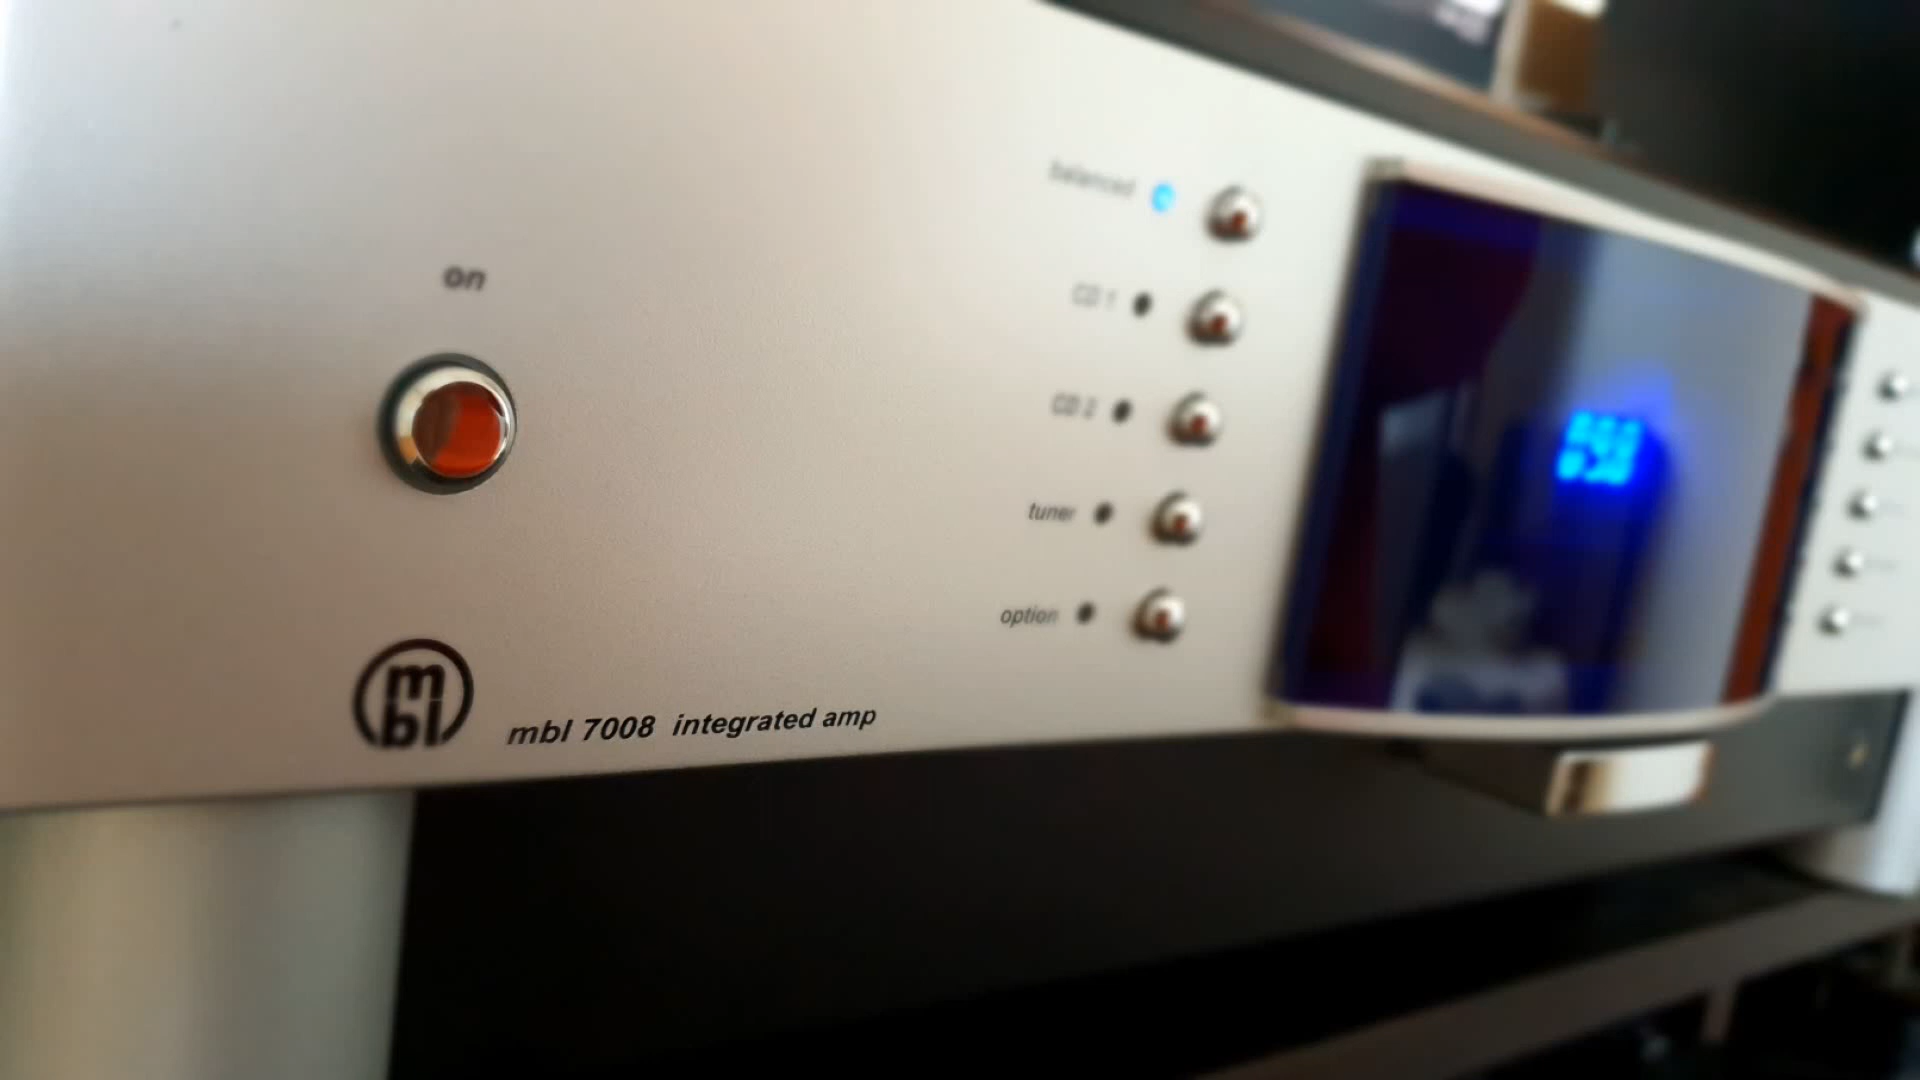 on
balanced
CD 1
CD 2
tuner
option
mbl
mbl 7008 integrated amp